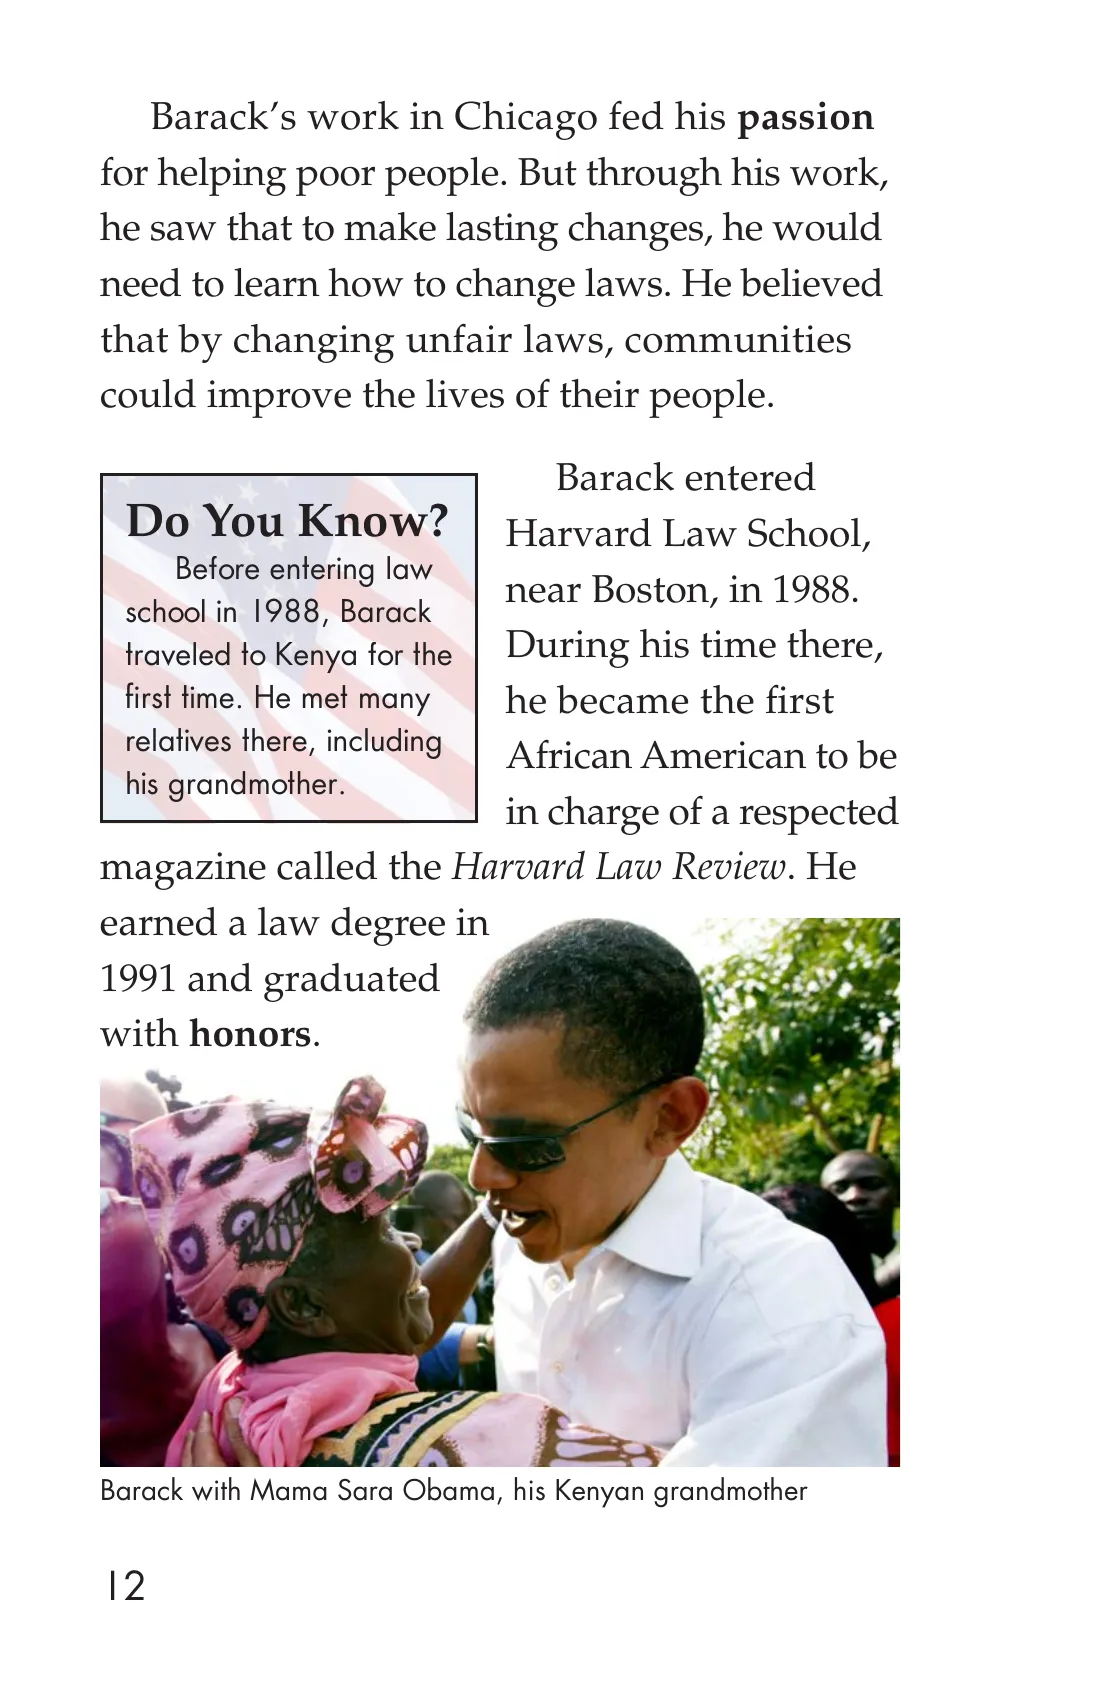 Barack’s work in Chicago fed his passion
for helping poor people. But through his work,
he saw that to make lasting changes, he would
need to learn how to change laws. He believed
that by changing unfair laws, communities
could improve the lives of their people.
Do You Know?
Before entering law
school in 1988, Barack
traveled to Kenya for the
first time. He met many
relatives there, including
his grandmother.
Barack entered
Harvard Law School,
near Boston, in 1988.
During his time there,
he became the first
African American to be
in charge of a respected
magazine called the Harvard Law Review. He
earned a law degree in
1991 and graduated
with honors.
Barack with Mama Sara Obama, his Kenyan grandmother
12